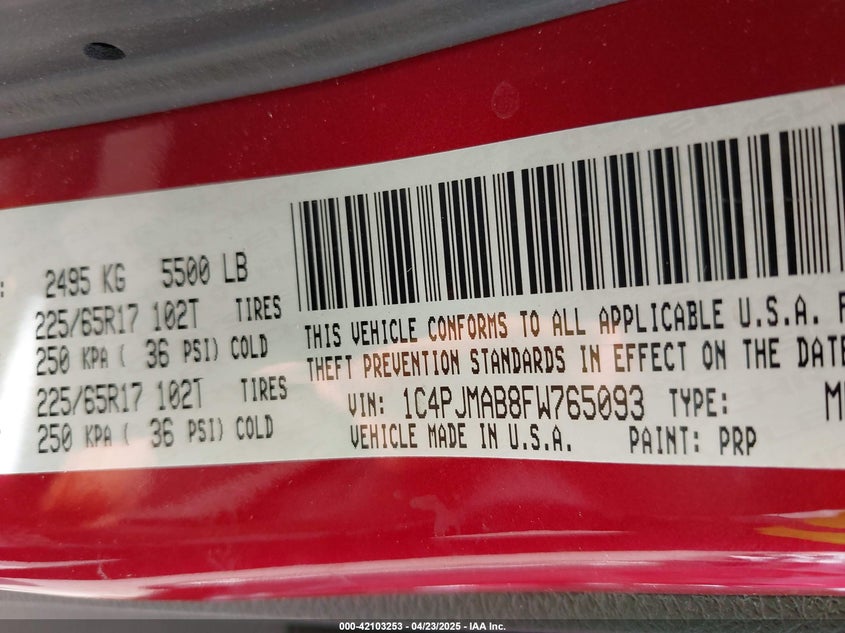 2495 KG 5500 LB
225/65R17 102T TIRES
250 KPA ( 36 PSI) COLD
225/65R17 102T TIRES
250 KPA ( 36 PSI) COLD
THIS VEHICLE CONFORMS TO ALL APPLICABLE U.S.A. F
THEFT PREVENTION STANDARDS IN EFFECT ON THE DATE
VIN: 1C4PJMAB8FW765093 TYPE:
VEHICLE MADE IN U.S.A. PAINT: PRP
000-42103253 - 04/23/2025 - IAA Inc.